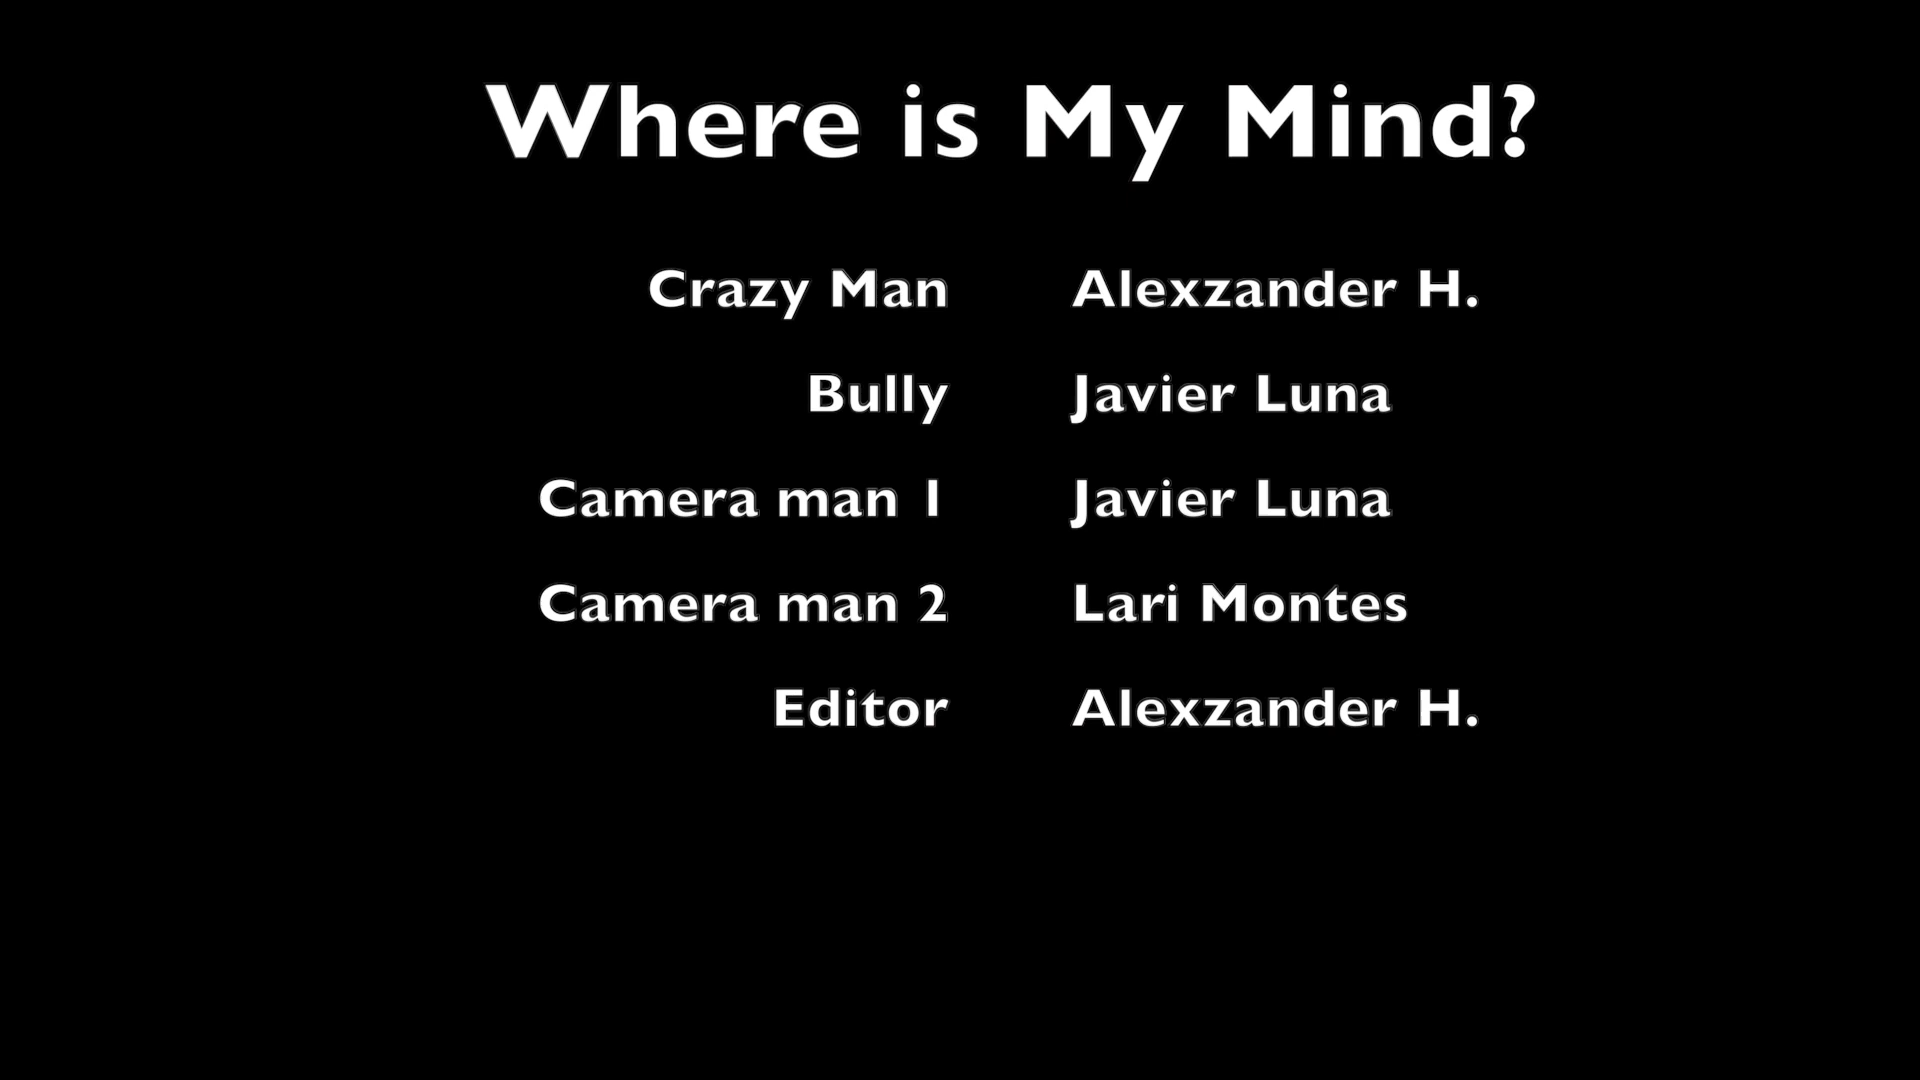 Where is My Mind?
Crazy Man Alexzander H.
Bully Javier Luna
Camera man 1 Javier Luna
Camera man 2 Lari Montes
Editor Alexzander H.